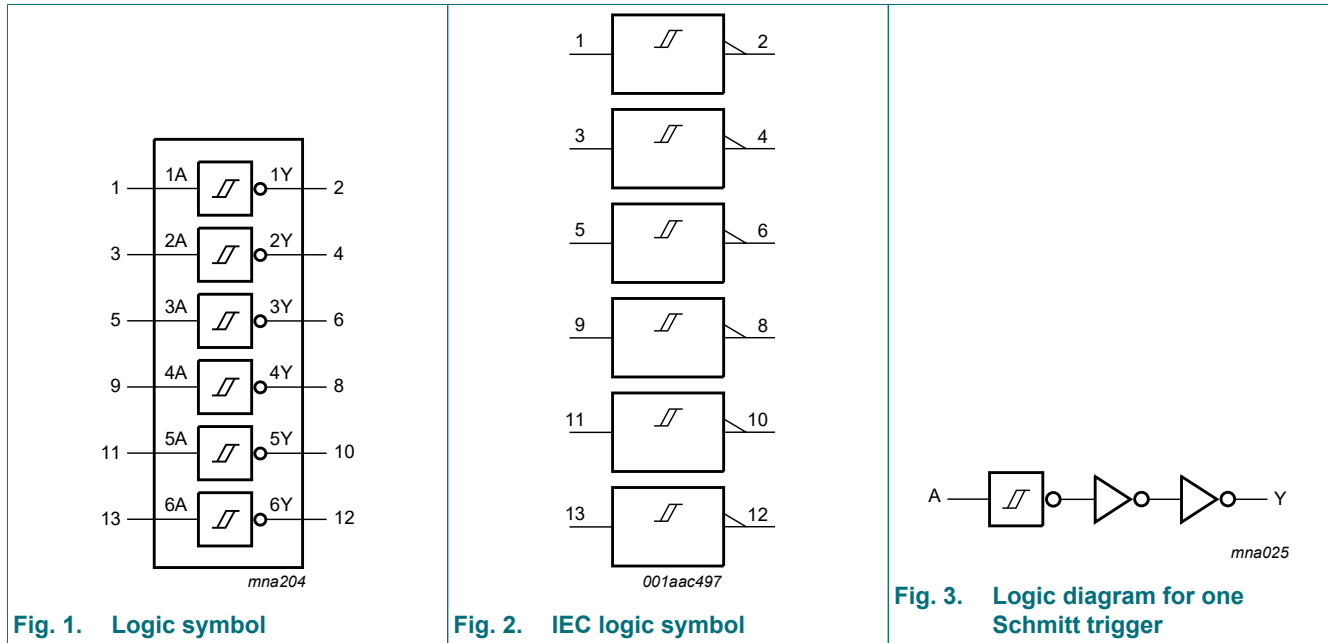 1 1A 1Y 2
3 2A 2Y 4
5 3A 3Y 6
9 4A 4Y 8
11 5A 5Y 10
13 6A 6Y 12
mna204
Fig. 1. Logic symbol
1 2
3 4
5 6
9 8
11 10
13 12
001aac497
Fig. 2. IEC logic symbol
A Y
mna025
Fig. 3. Logic diagram for one
Schmitt trigger